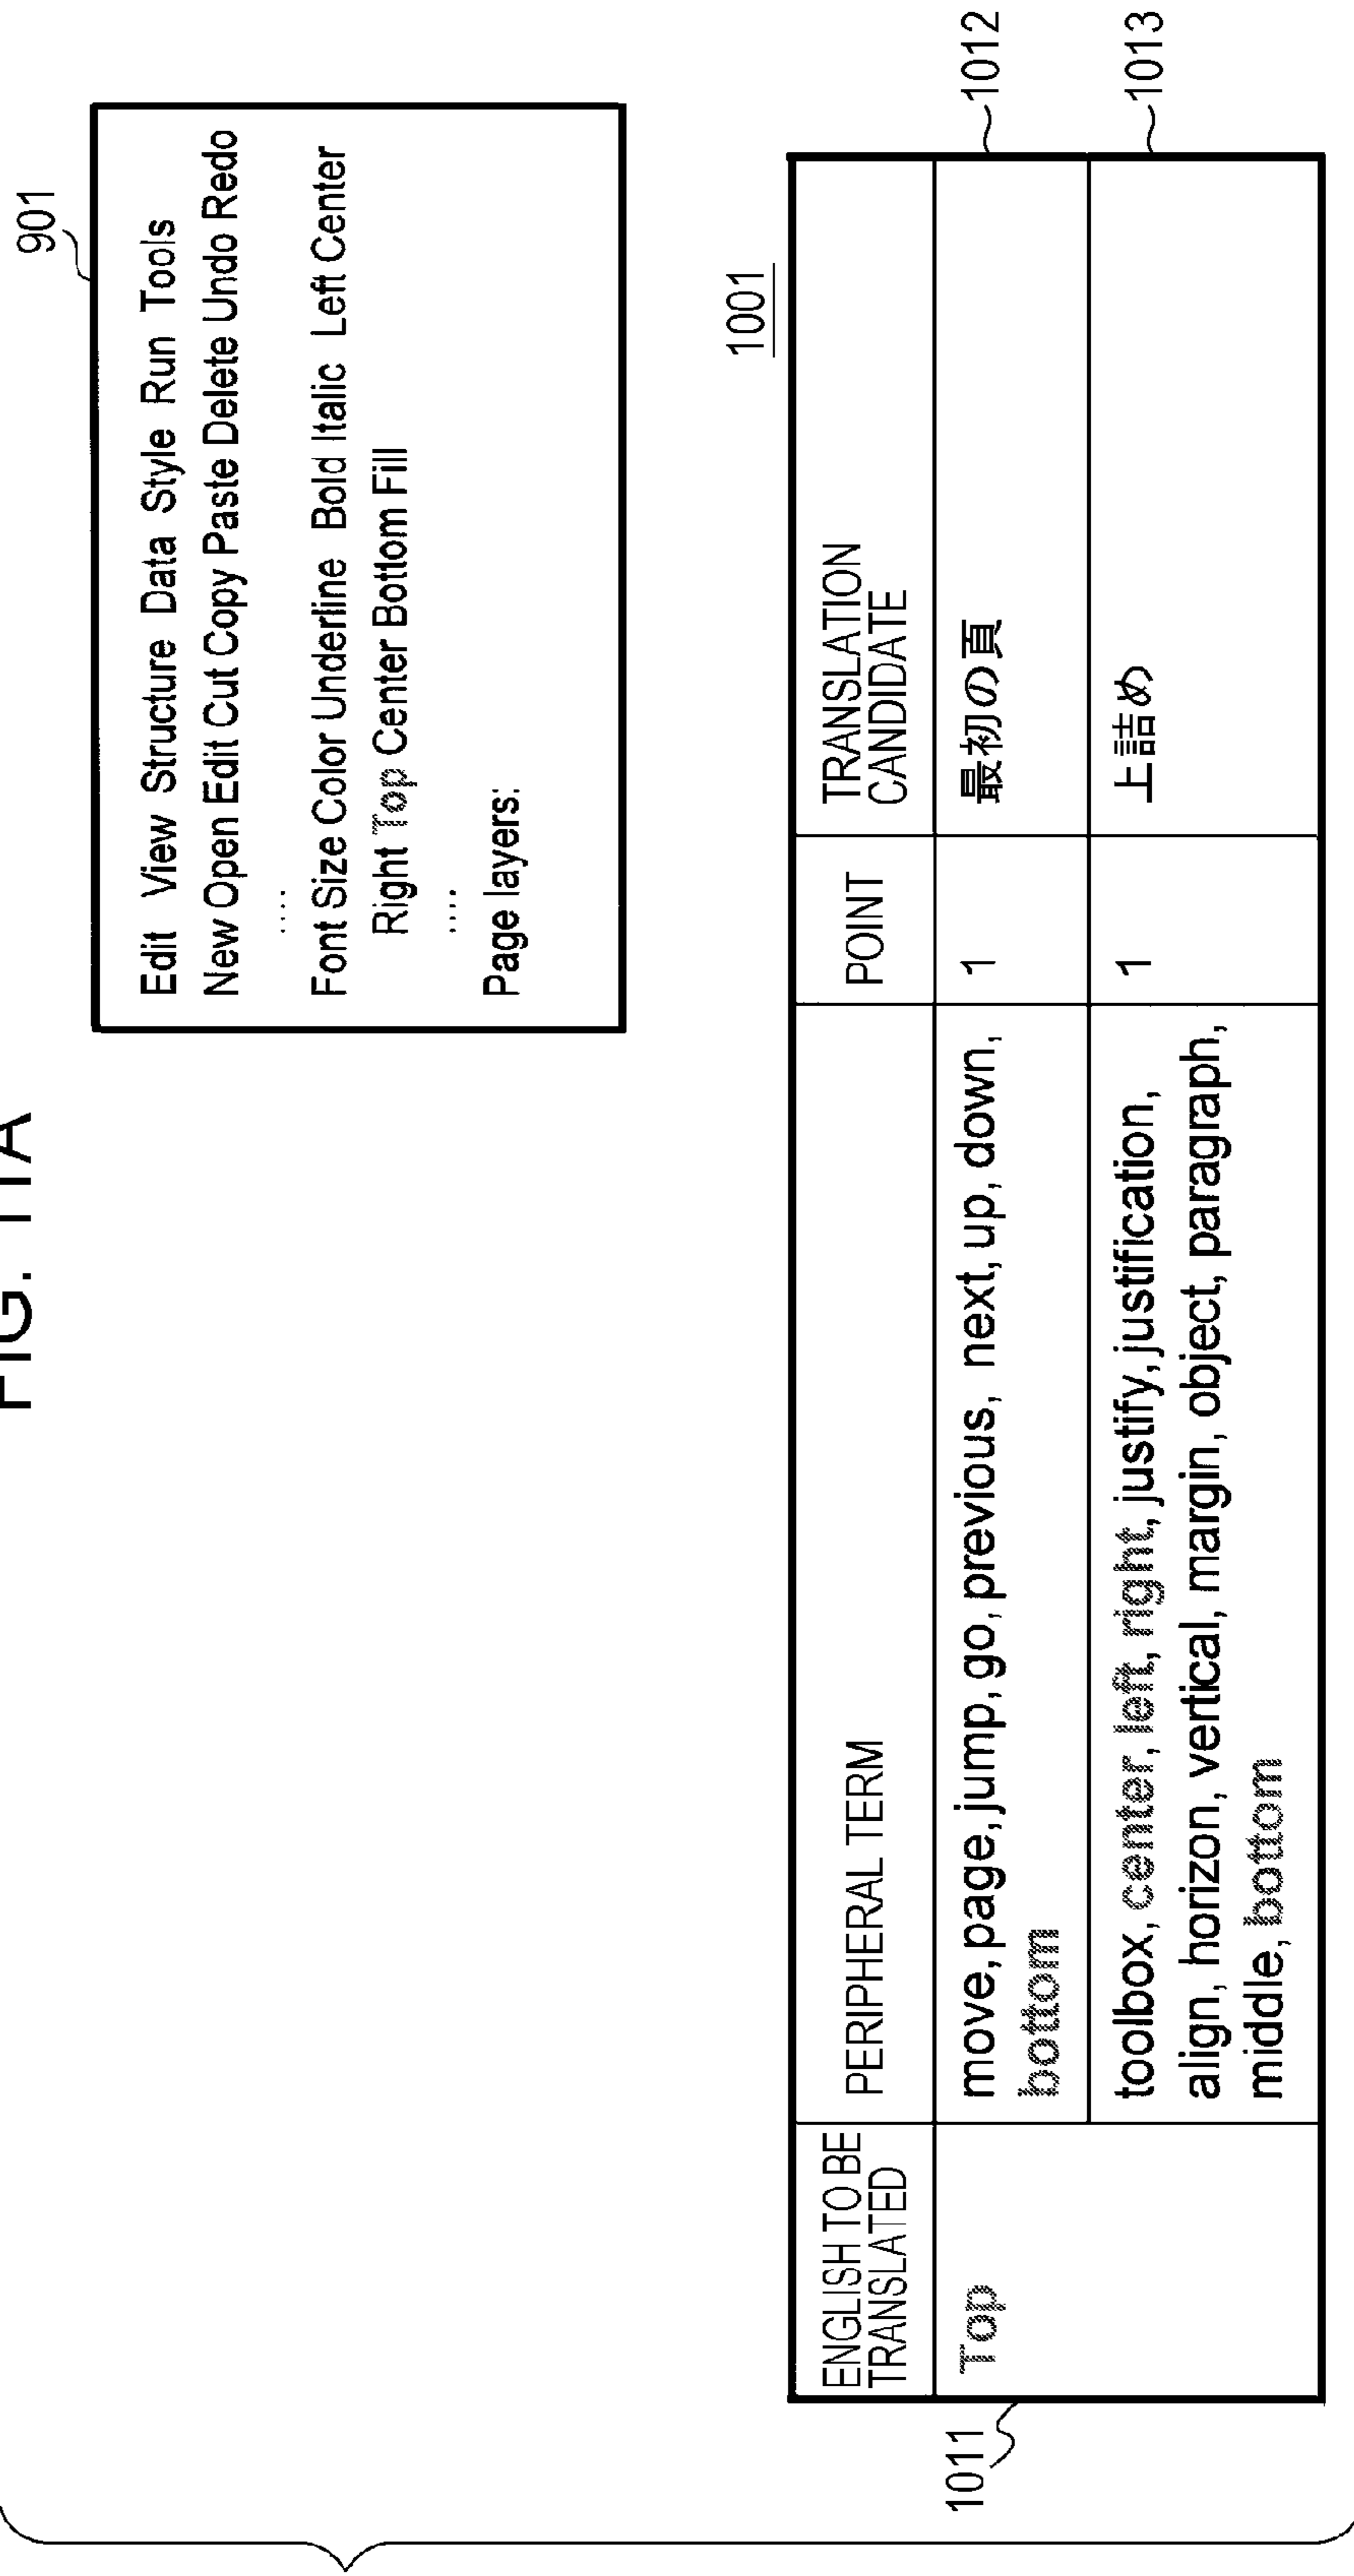 FIG. 11A
901
Edit View Structure Data Style Run Tools
New Open Edit Cut Copy Paste Delete Undo Redo
....
Font Size Color Underline Bold Italic Left Center
Right Top Center Bottom Fill
....
Page layers:
1001
ENGLISH TO BE
TRANSLATED
PERIPHERAL TERM
POINT
TRANSLATION
CANDIDATE
1011
Top
move, page, jump, go, previous, next, up, down,
bottom
1
最初の頁
1012
toolbox, center, left, right, justify, justification,
align, horizon, vertical, margin, object, paragraph,
middle, bottom
1
上詰め
1013